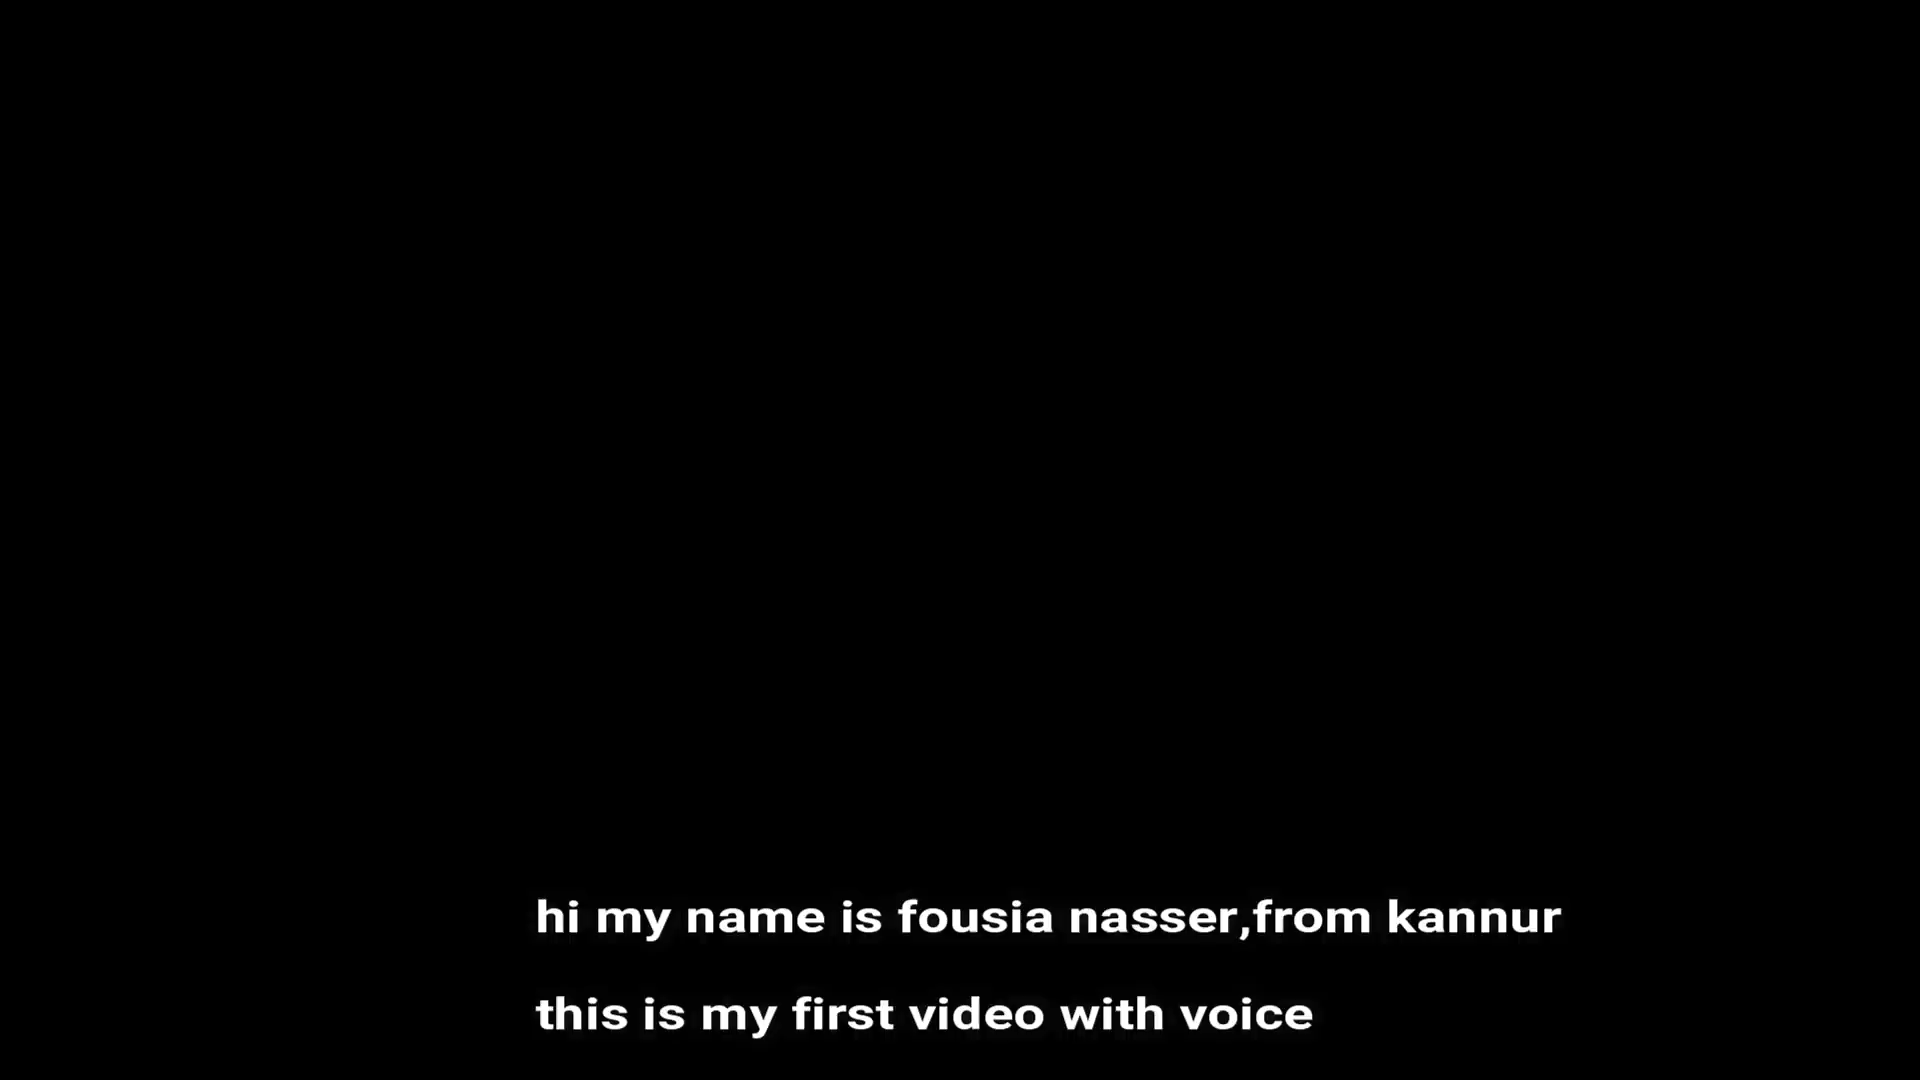 hi my name is fousia nasser,from kannur
this is my first video with voice